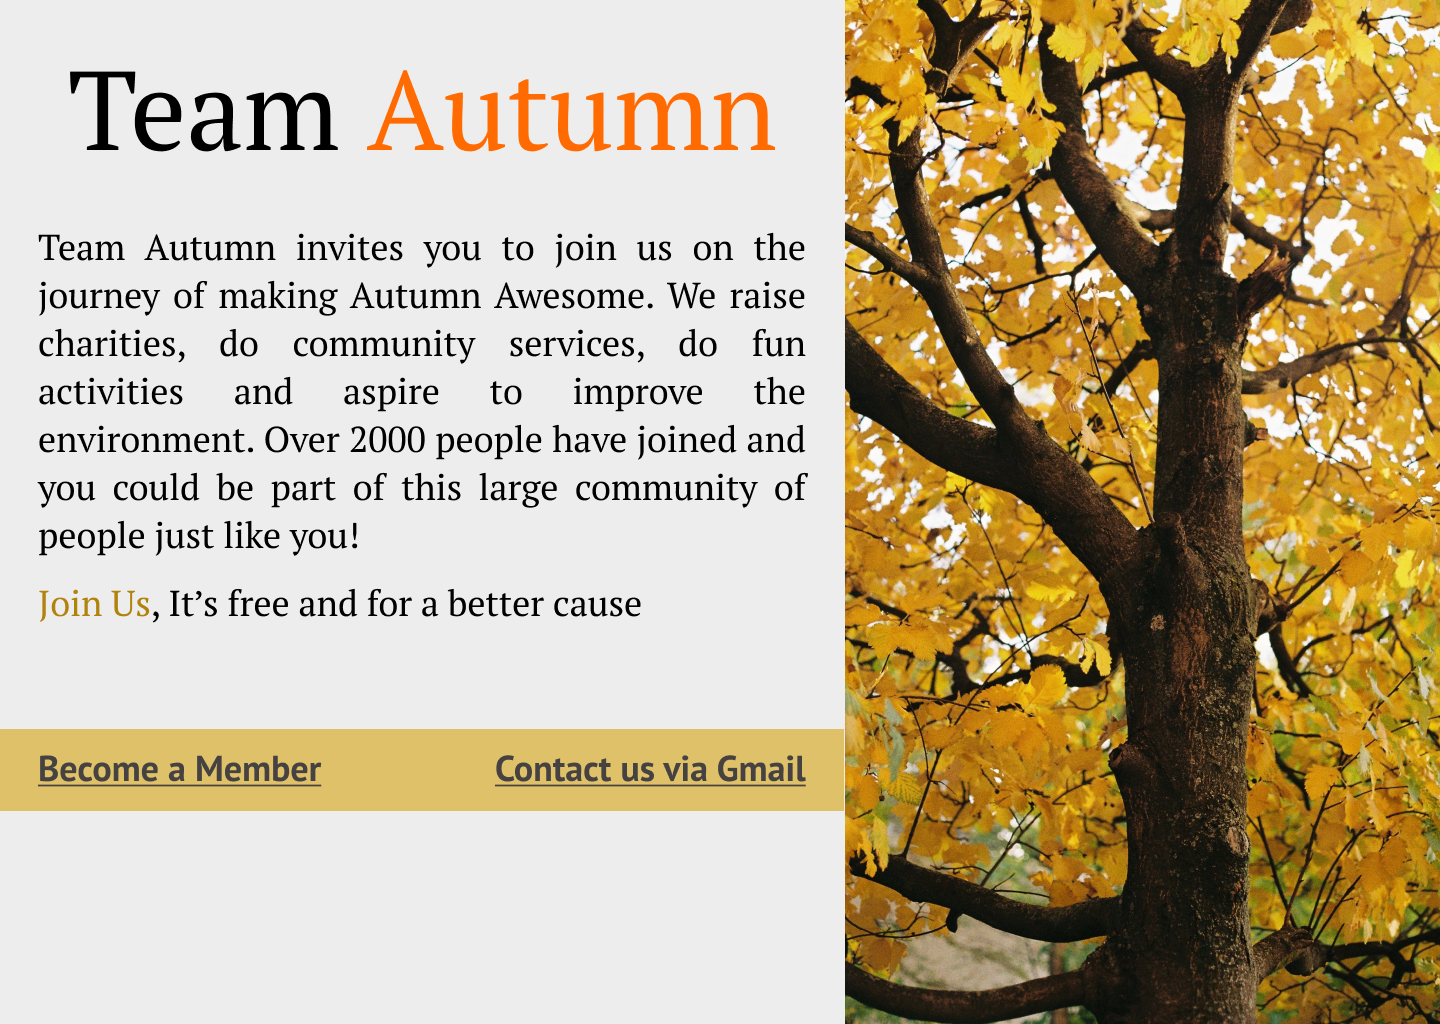 Team Autumn
Team Autumn invites you to join us on the
journey of making Autumn Awesome. We raise
charities, do community services, do fun
activities and aspire to improve the
environment. Over 2000 people have joined and
you could be part of this large community of
people just like you!
Join Us, It’s free and for a better cause
Become a Member
Contact us via Gmail